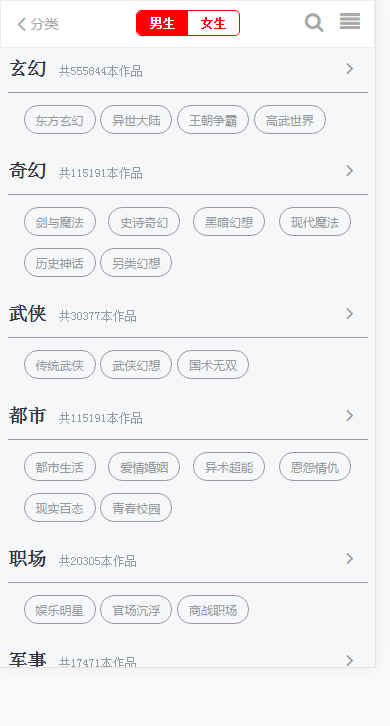 分类 男生 女生
玄幻 共555844本作品
东方玄幻 异世大陆 王朝争霸 高武世界
奇幻 共115191本作品
剑与魔法 史诗奇幻 黑暗幻想 现代魔法
历史神话 另类幻想
武侠 共30377本作品
传统武侠 武侠幻想 国术无双
都市 共115191本作品
都市生活 爱情婚姻 异术超能 恩怨情仇
现实百态 青春校园
职场 共20305本作品
娱乐明星 官场沉浮 商战职场
军事 共17471本作品